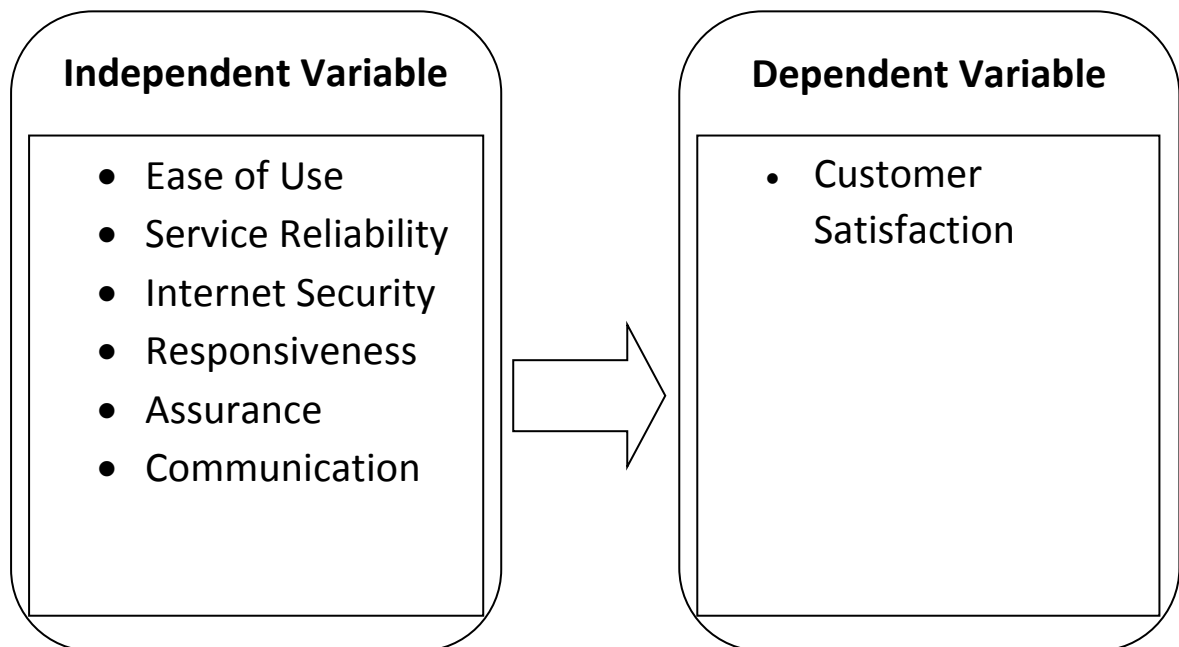 Independent Variable
• Ease of Use
• Service Reliability
• Internet Security
• Responsiveness
• Assurance
• Communication
Dependent Variable
• Customer
Satisfaction